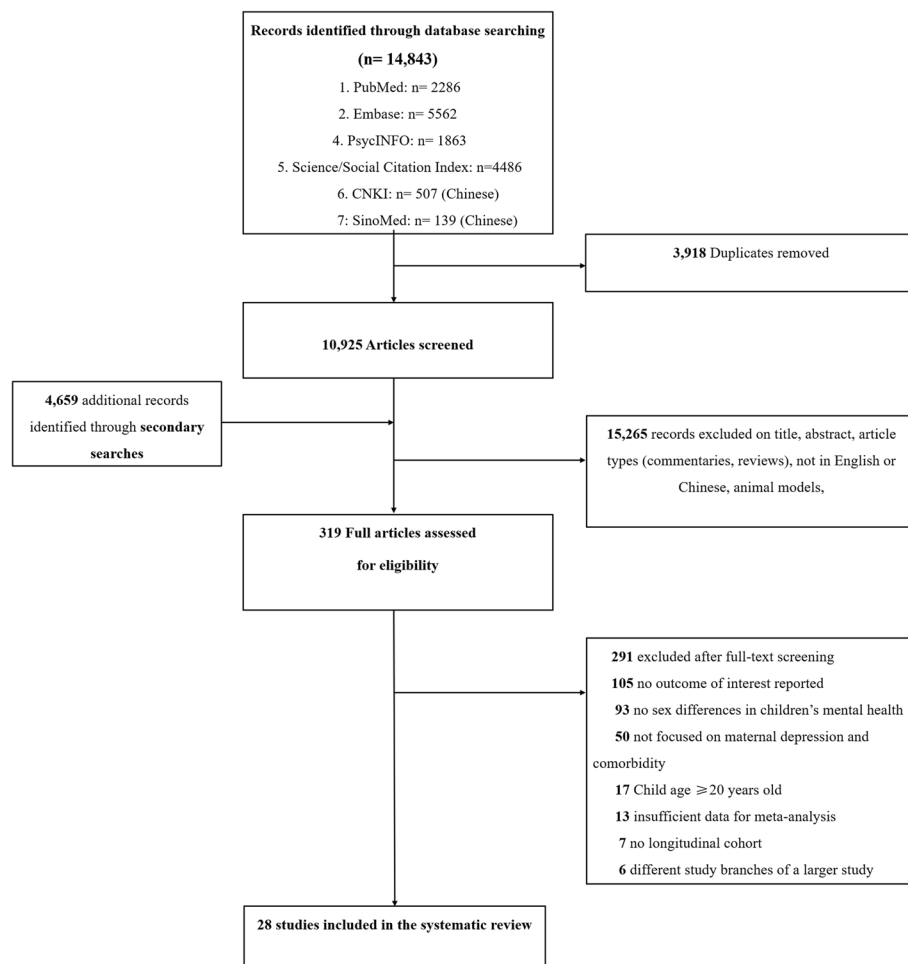 Records identified through database searching
(n= 14,843)
1. PubMed: n= 2286
2. Embase: n= 5562
4. PsycINFO: n= 1863
5. Science/Social Citation Index: n=4486
6. CNKI: n= 507 (Chinese)
7: SinoMed: n= 139 (Chinese)
3,918 Duplicates removed
10,925 Articles screened
4,659 additional records
identified through secondary
searches
15,265 records excluded on title, abstract, article
types (commentaries, reviews), not in English or
Chinese, animal models,
319 Full articles assessed
for eligibility
291 excluded after full-text screening
105 no outcome of interest reported
93 no sex differences in children’s mental health
50 not focused on maternal depression and
comorbidity
17 Child age ⩾20 years old
13 insufficient data for meta-analysis
7 no longitudinal cohort
6 different study branches of a larger study
28 studies included in the systematic review